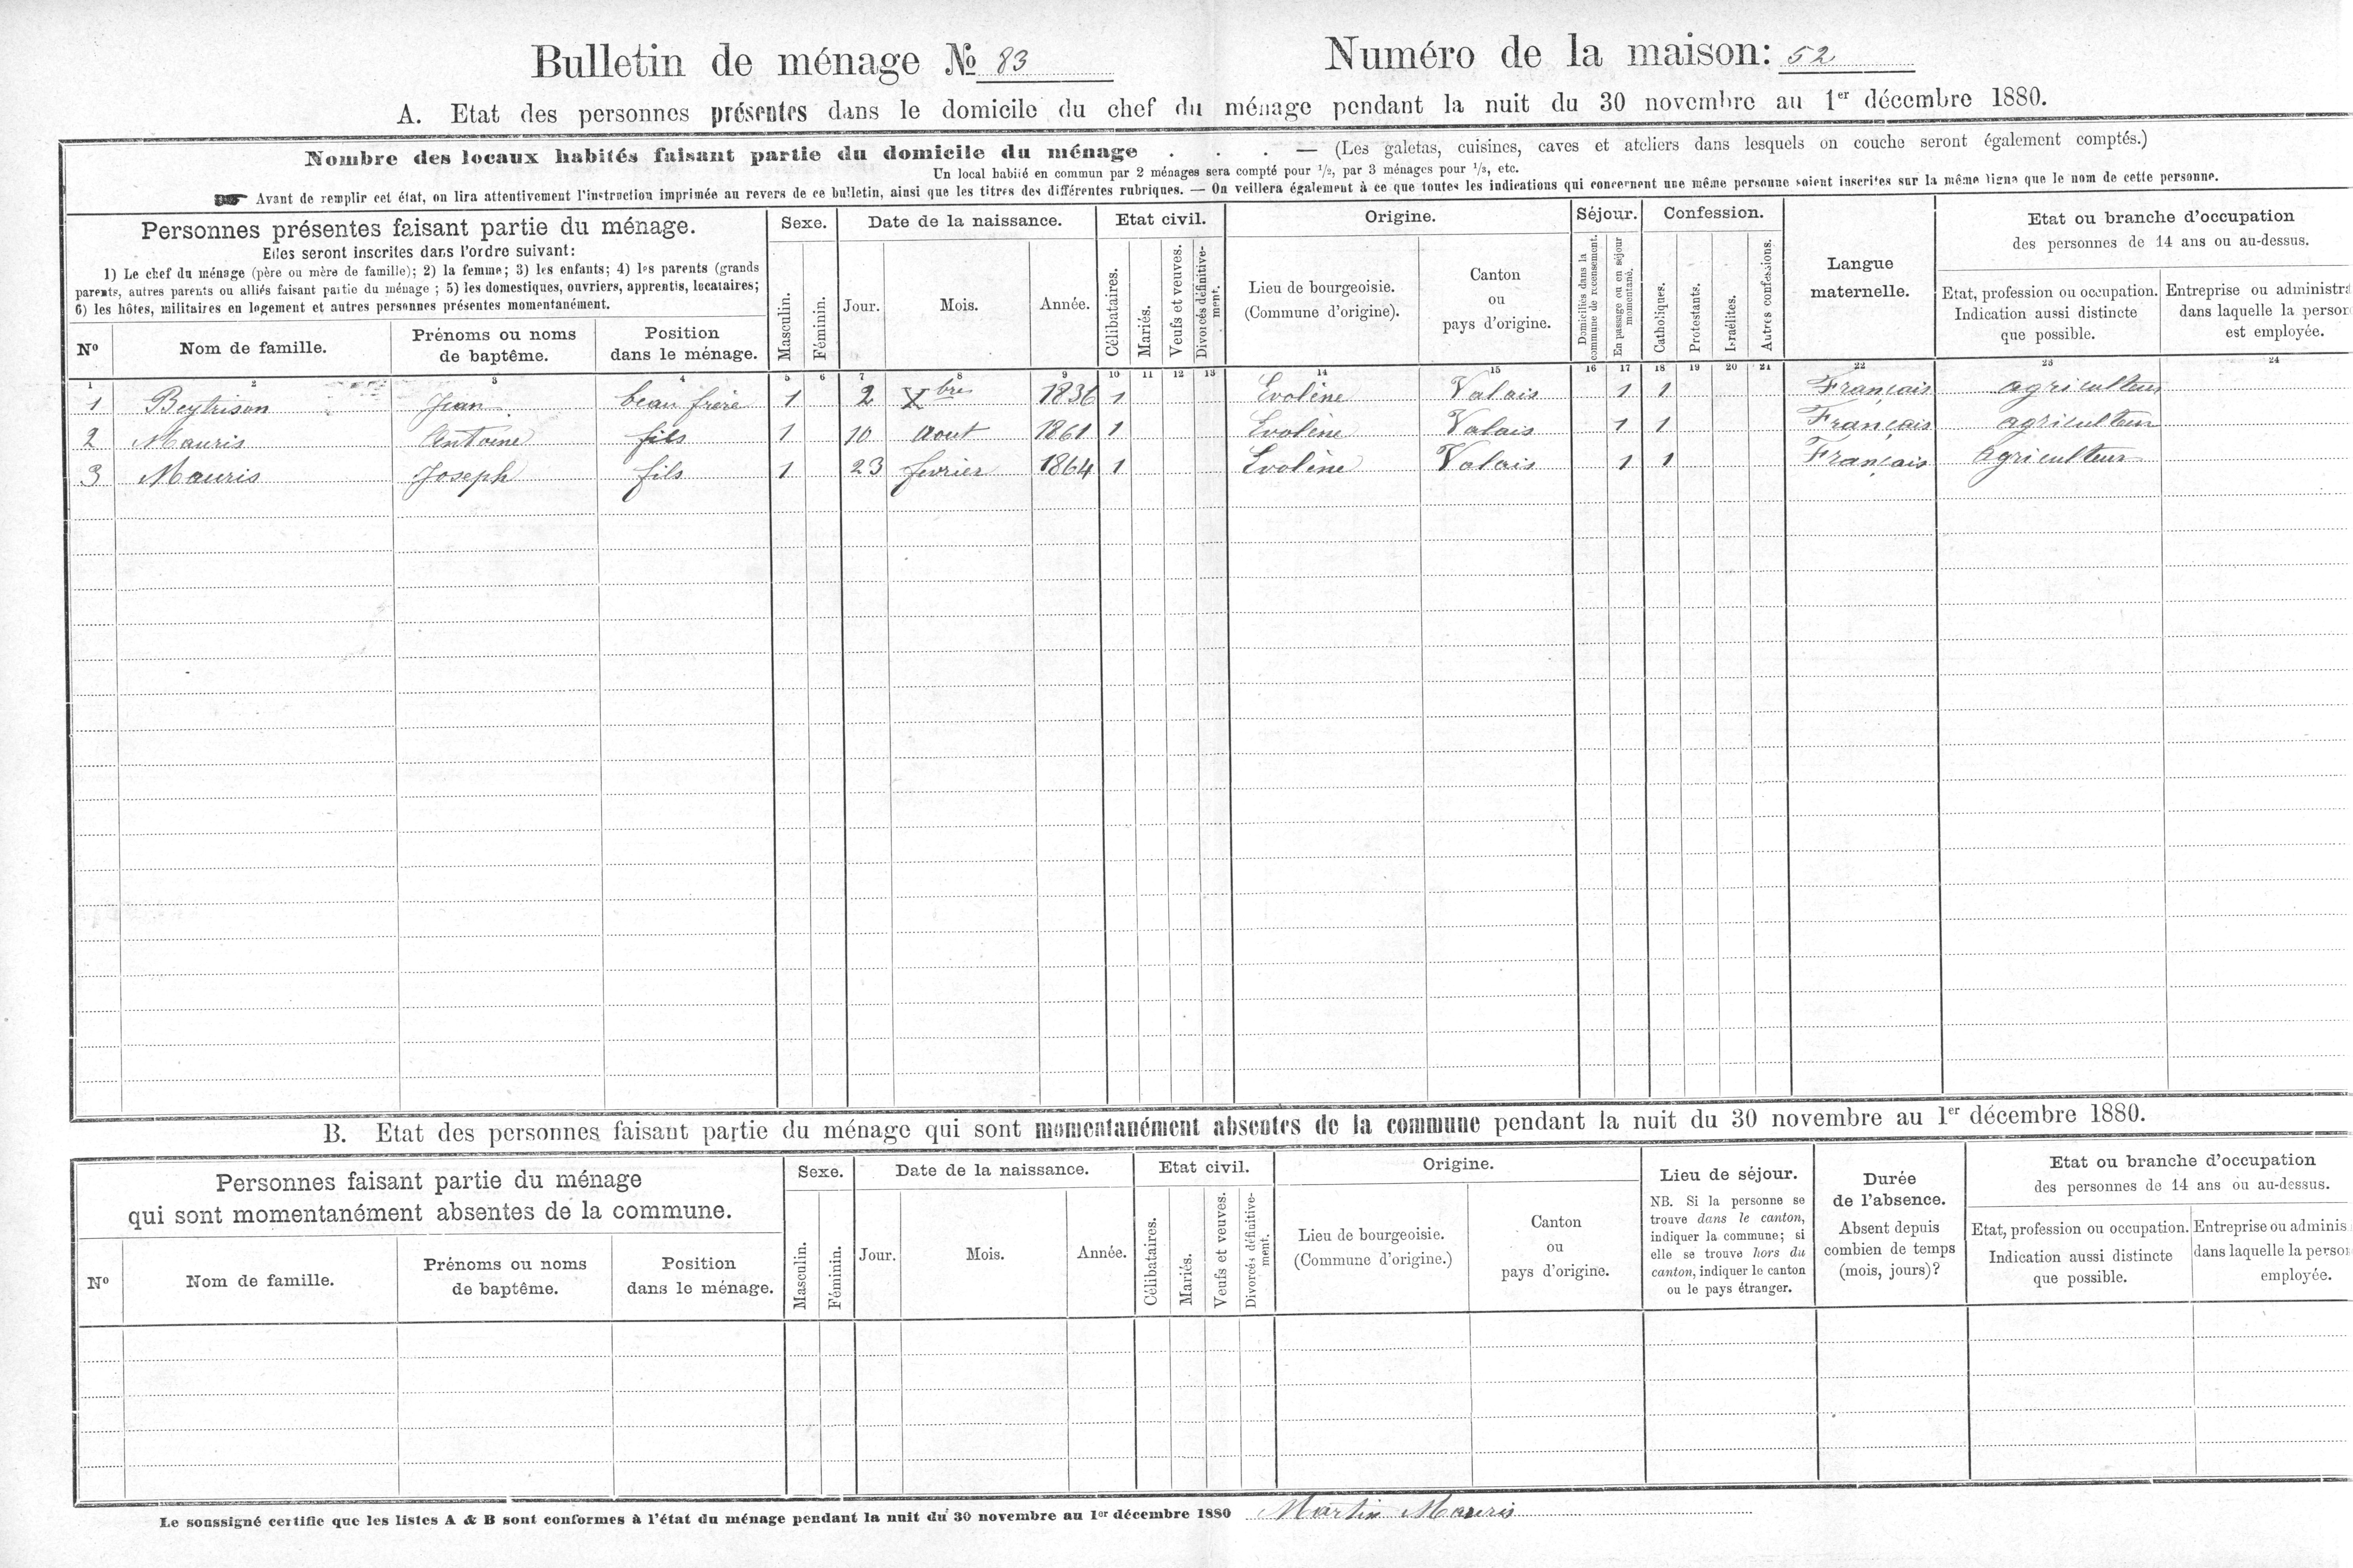 Bulletin de ménage № 83
Numéro de la maison: 52
A. Etat des personnes présentes dans le domicile du chef du ménage pendant la nuit du 30 novembre au 1er décembre 1880.
Nombre des locaux habités faisant partie du domicile du ménage . . . — (Les galetas, cuisines, caves et ateliers dans lesquels on couche seront également comptés.)
Un local habité en commun par 2 ménages sera compté pour 1/2, par 3 ménages pour 1/3, etc.
Avant de remplir cet état, on lira attentivement l'instruction imprimée au revers de ce bulletin, ainsi que les titres des différentes rubriques. — On veillera également à ce que toutes les indications qui concernent une même personne soient inscrites sur la même ligne que le nom de cette personne.
Personnes présentes faisant partie du ménage.
Elles seront inscrites dans l'ordre suivant:
1) Le chef du ménage (père ou mère de famille); 2) la femme; 3) les enfants; 4) les parents (grands
parents, autres parents ou alliés faisant partie du ménage; 5) les domestiques, ouvriers, apprentis, locataires;
6) les hôtes, militaires en logement et autres personnes présentes momentanément.
Nº
Nom de famille.
Prénoms ou noms
de baptême.
Position
dans le ménage.
Sexe.
Masculin.
Féminin.
Date de la naissance.
Jour.
Mois.
Année.
Etat civil.
Célibataires.
Mariés.
Veufs et veuves.
Divorcés définitive-
ment.
Origine.
Lieu de bourgeoisie.
(Commune d'origine).
Canton
ou
pays d'origine.
Séjour.
Domiciliés dans la
commune de recensement.
En passage ou en séjour
momentané.
Confession.
Catholiques.
Protestants.
Israélites.
Autres confessions.
Langue
maternelle.
Etat ou branche d'occupation
des personnes de 14 ans ou au-dessus.
Etat, profession ou occupation.
Indication aussi distincte
que possible.
Entreprise ou administra
dans laquelle la person
est employée.
1 2 3 4 5 6 7 8 9 10 11 12 13 14 15 16 17 18 19 20 21 22 23 24
1 Beytrison Jean beau frère 1 2 Xbre 1836 1 Evolène Valais 1 1 Français agriculteur
2 Mauris Antoine fils 1 10 Aout 1861 1 Evolène Valais 1 1 Français agriculteur
3 Mauris Joseph fils 1 23 fevrier 1864 1 Evolène Valais 1 1 Français Agriculteur
B. Etat des personnes faisant partie du ménage qui sont momentanément absentes de la commune pendant la nuit du 30 novembre au 1er décembre 1880.
Personnes faisant partie du ménage
qui sont momentanément absentes de la commune.
Nº
Nom de famille.
Prénoms ou noms
de baptême.
Position
dans le ménage.
Sexe.
Masculin.
Féminin.
Date de la naissance.
Jour.
Mois.
Année.
Etat civil.
Célibataires.
Mariés.
Veufs et veuves.
Divorcés définitive-
ment.
Origine.
Lieu de bourgeoisie.
(Commune d'origine.)
Canton
ou
pays d'origine.
Lieu de séjour.
NB. Si la personne se
trouve dans le canton,
indiquer la commune; si
elle se trouve hors du
canton, indiquer le canton
ou le pays étranger.
Durée
de l'absence.
Absent depuis
combien de temps
(mois, jours)?
Etat ou branche d'occupation
des personnes de 14 ans ou au-dessus.
Etat, profession ou occupation.
Indication aussi distincte
que possible.
Entreprise ou adminis
dans laquelle la person
employée.
Le soussigné certifie que les listes A & B sont conformes à l'état du ménage pendant la nuit du 30 novembre au 1er décembre 1880 Martin Mauris